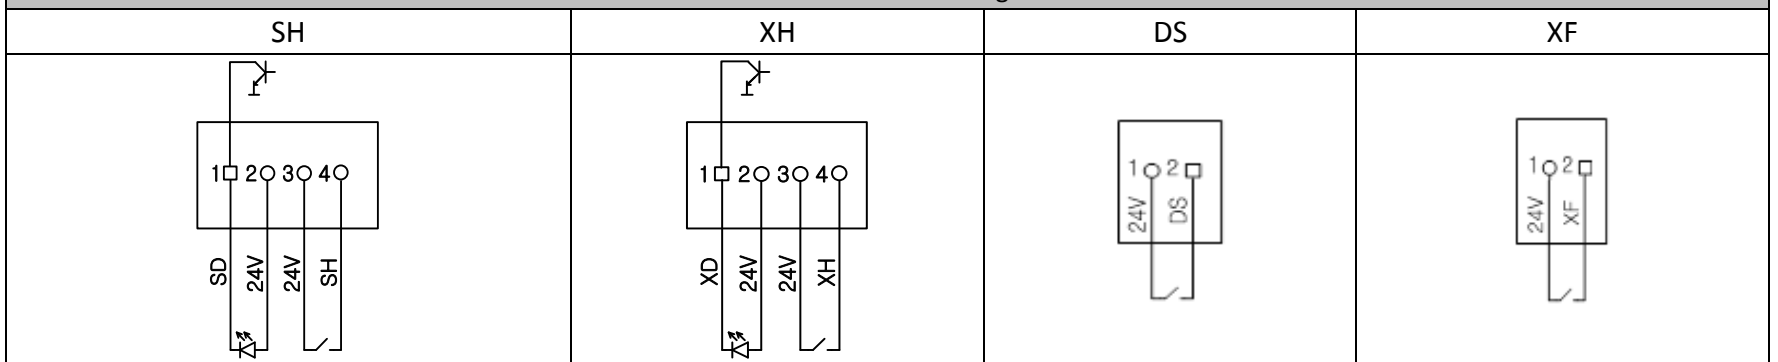 SH XH DS XF
1 2 3 4
1 2 3 4
1 2
1 2
SD 24V 24V SH
XD 24V 24V XH
24V DS
24V XF